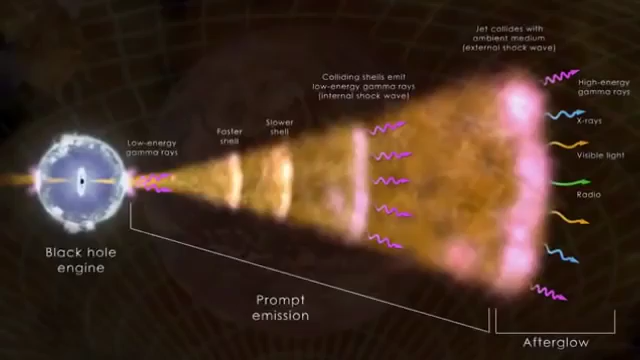 Jet collides with
ambient medium
(external shock wave)
Colliding shells emit
low-energy gamma rays
(internal shock wave)
High-energy
gamma rays
X-rays
Slower
shell
Faster
shell
Low-energy
gamma rays
Visible light
Radio
Black hole
engine
Prompt
emission
Afterglow